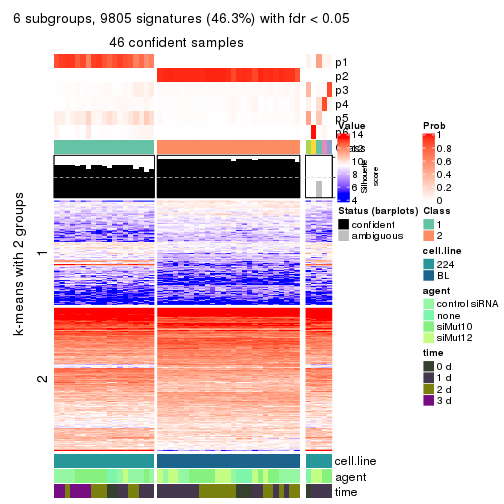 6 subgroups, 9805 signatures (46.3%) with fdr < 0.05
46 confident samples
p1
p2
p3
p4
p5
k-means with 2 groups
1
2
Silhouette
score
Value
14
12
10
8
6
4
Prob
1
0.8
0.6
0.4
0.2
0
Status (barplots)
confident
ambiguous
Class
1
2
cell.line
224
BL
agent
control siRNA
none
siMut10
siMut12
time
0 d
1 d
2 d
3 d
cell.line
agent
time